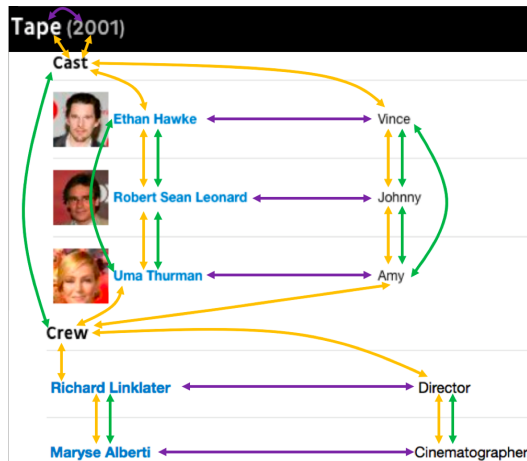 Tape (2001)
Cast
Ethan Hawke Vince
Robert Sean Leonard Johnny
Uma Thurman Amy
Crew
Richard Linklater Director
Maryse Alberti Cinematographer